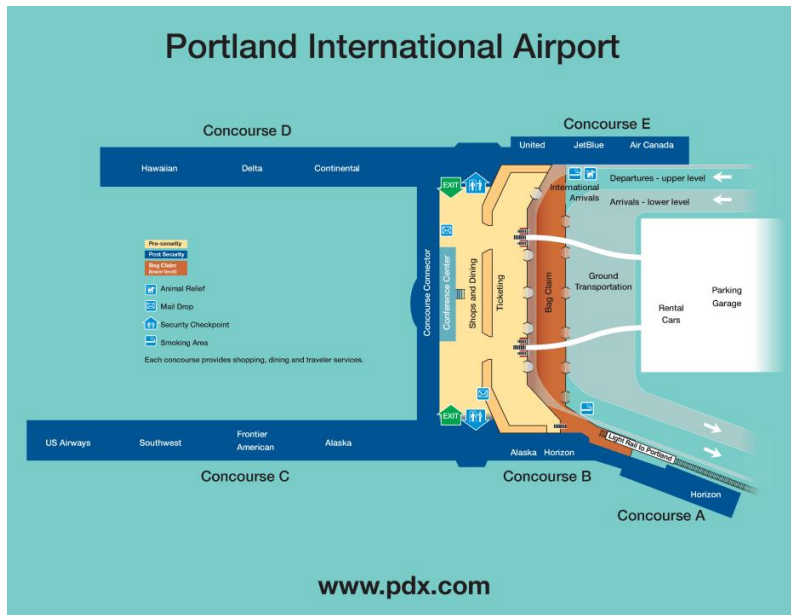 Portland International Airport
Concourse D
Concourse E
United
JetBlue
Air Canada
Hawaiian
Delta
Continental
EXIT
International
Arrivals
Departures - upper level
Arrivals - lower level
Pre-security
Post Security
Bag Claim
(lower level)
Animal Relief
Mail Drop
Security Checkpoint
Smoking Area
Each concourse provides shopping, dining and traveler services.
Concourse Connector
Conference Center
Shops and Dining
Ticketing
Bag Claim
Ground
Transportation
Rental
Cars
Parking
Garage
EXIT
US Airways
Southwest
Frontier
American
Alaska
Alaska
Horizon
Light Rail to Portland
Horizon
Concourse C
Concourse B
Concourse A
www.pdx.com